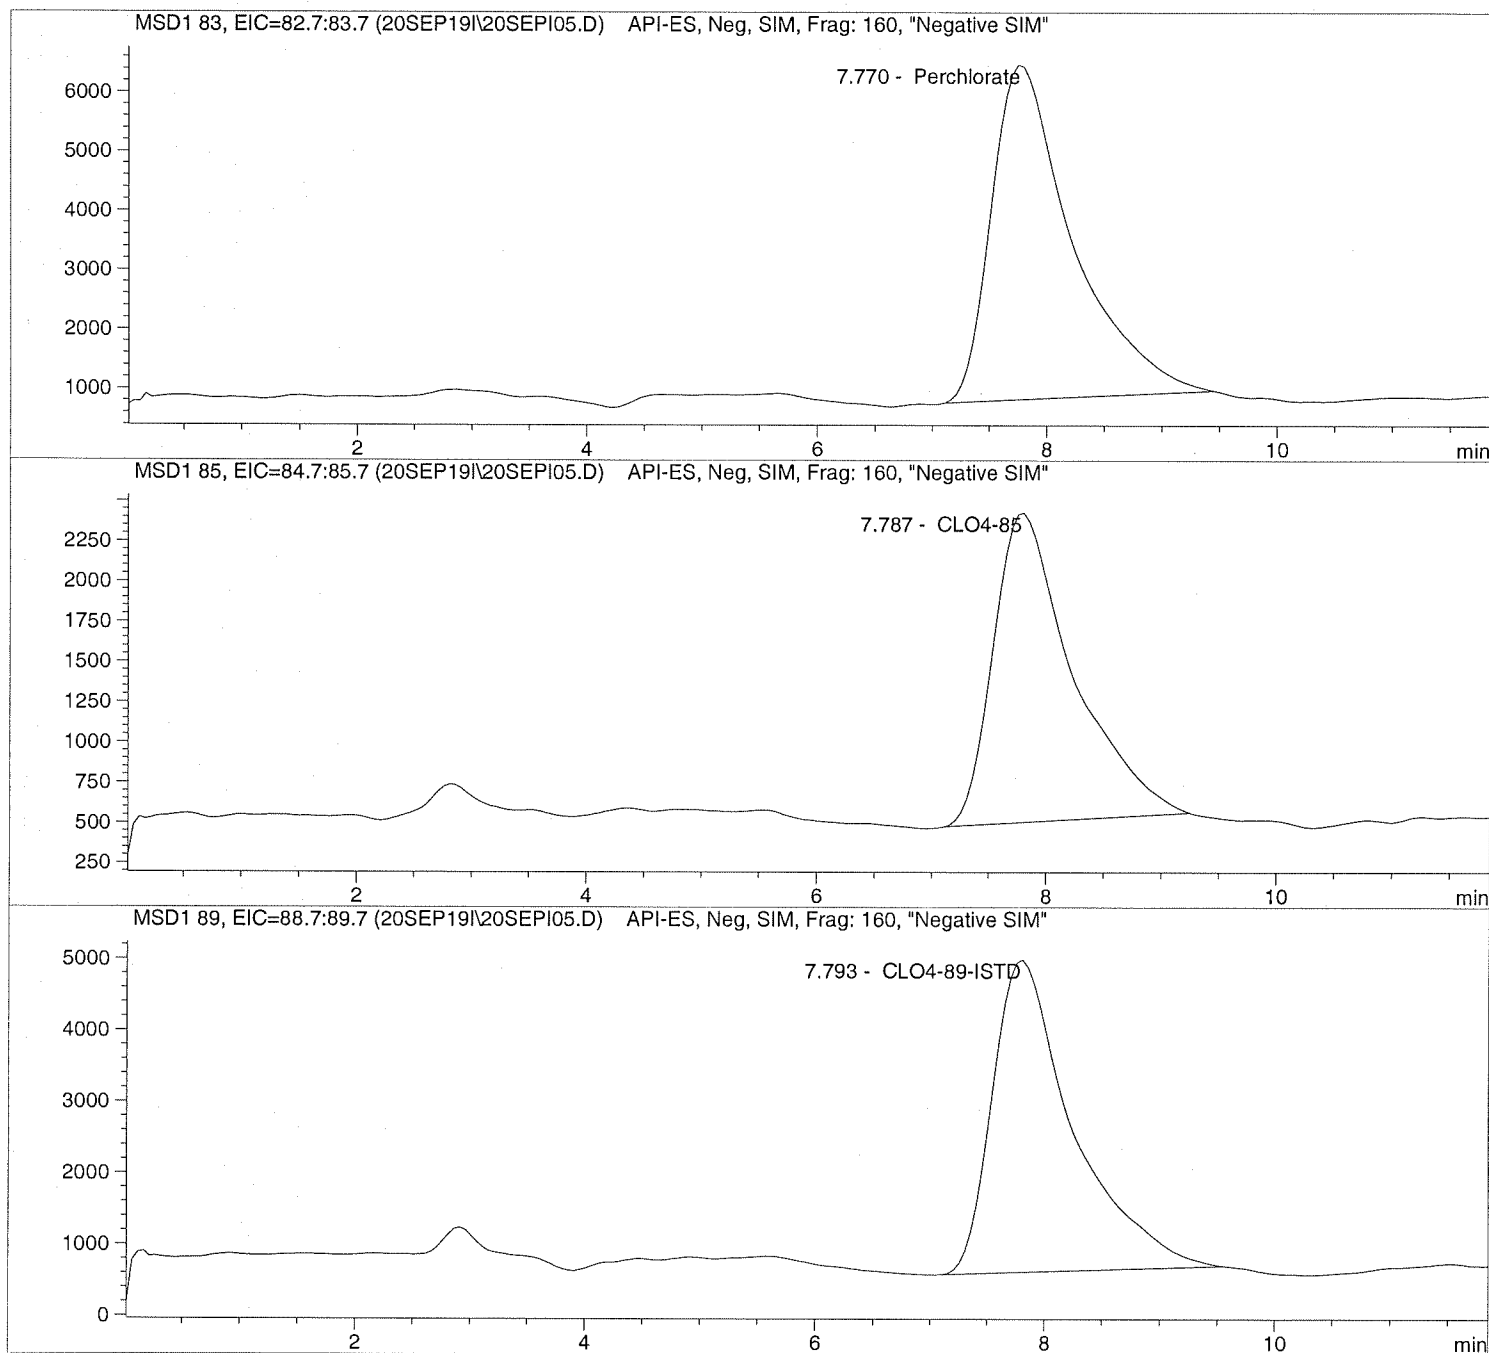 MSD1 83, EIC=82.7:83.7 (20SEP19I\20SEPI05.D) API-ES, Neg, SIM, Frag: 160, "Negative SIM"
7.770 - Perchlorate
6000
5000
4000
3000
2000
1000
2 4 6 8 10 min
MSD1 85, EIC=84.7:85.7 (20SEP19I\20SEPI05.D) API-ES, Neg, SIM, Frag: 160, "Negative SIM"
7.787 - CLO4-85
2250
2000
1750
1500
1250
1000
750
500
250
2 4 6 8 10 min
MSD1 89, EIC=88.7:89.7 (20SEP19I\20SEPI05.D) API-ES, Neg, SIM, Frag: 160, "Negative SIM"
7.793 - CLO4-89-ISTD
5000
4000
3000
2000
1000
0
2 4 6 8 10 min